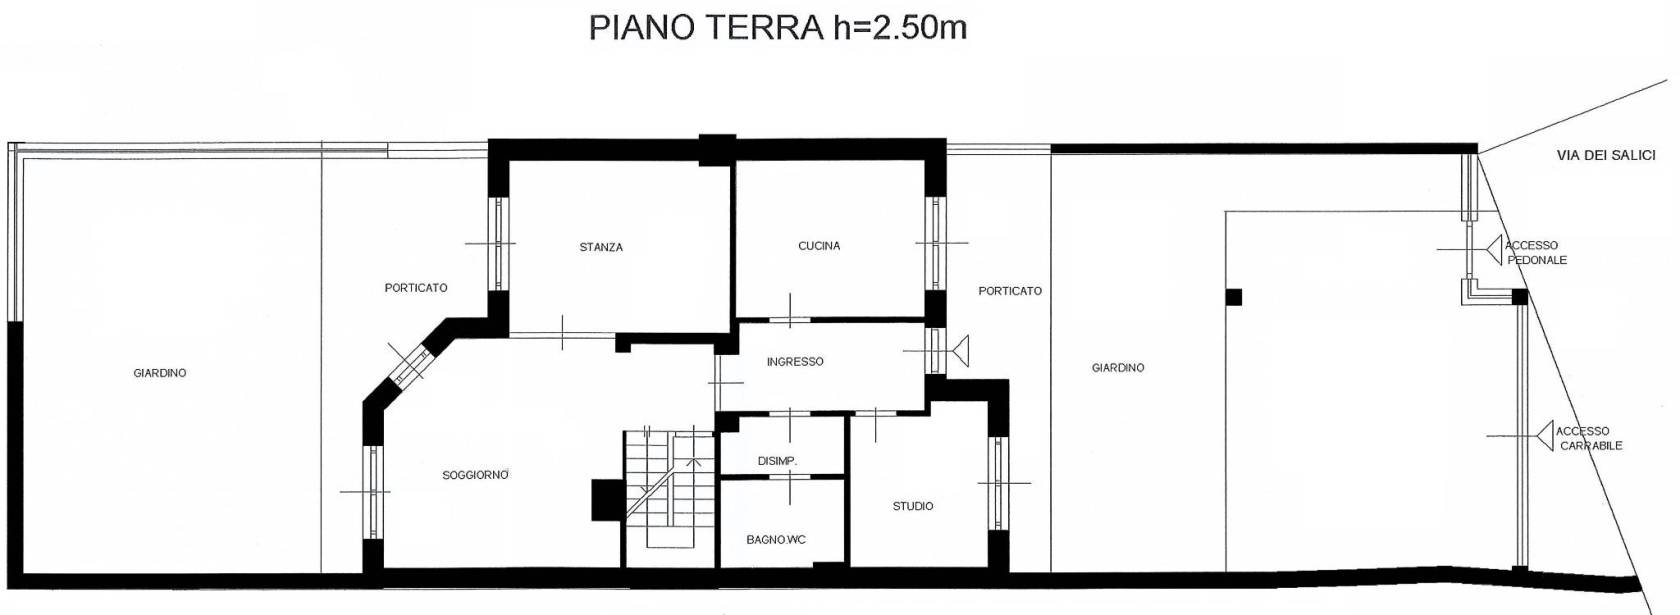 PIANO TERRA h=2.50m
VIA DEI SALICI
STANZA
CUCINA
ACCESSO
PEDONALE
PORTICATO
PORTICATO
INGRESSO
GIARDINO
GIARDINO
ACCESSO
CARRABILE
DISIMP.
SOGGIORNO
STUDIO
BAGNO.WC